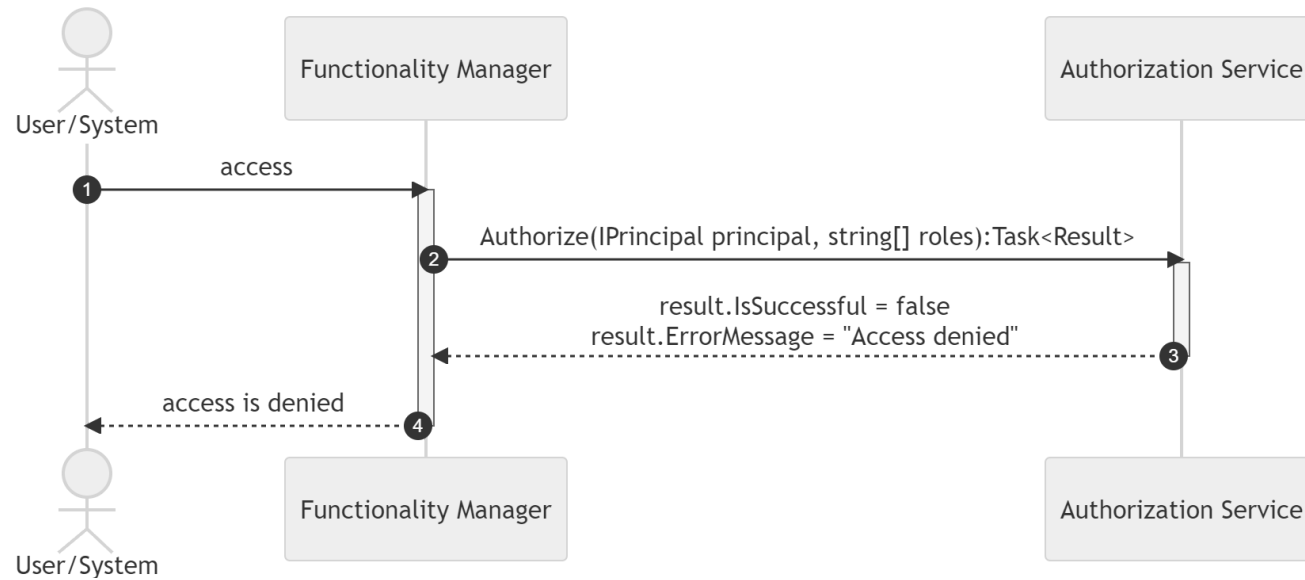 Functionality Manager
Authorization Service
User/System
access
1
Authorize(IPrincipal principal, string[] roles):Task<Result>
2
result.IsSuccessful = false
result.ErrorMessage = "Access denied"
3
access is denied
4
Functionality Manager
Authorization Service
User/System